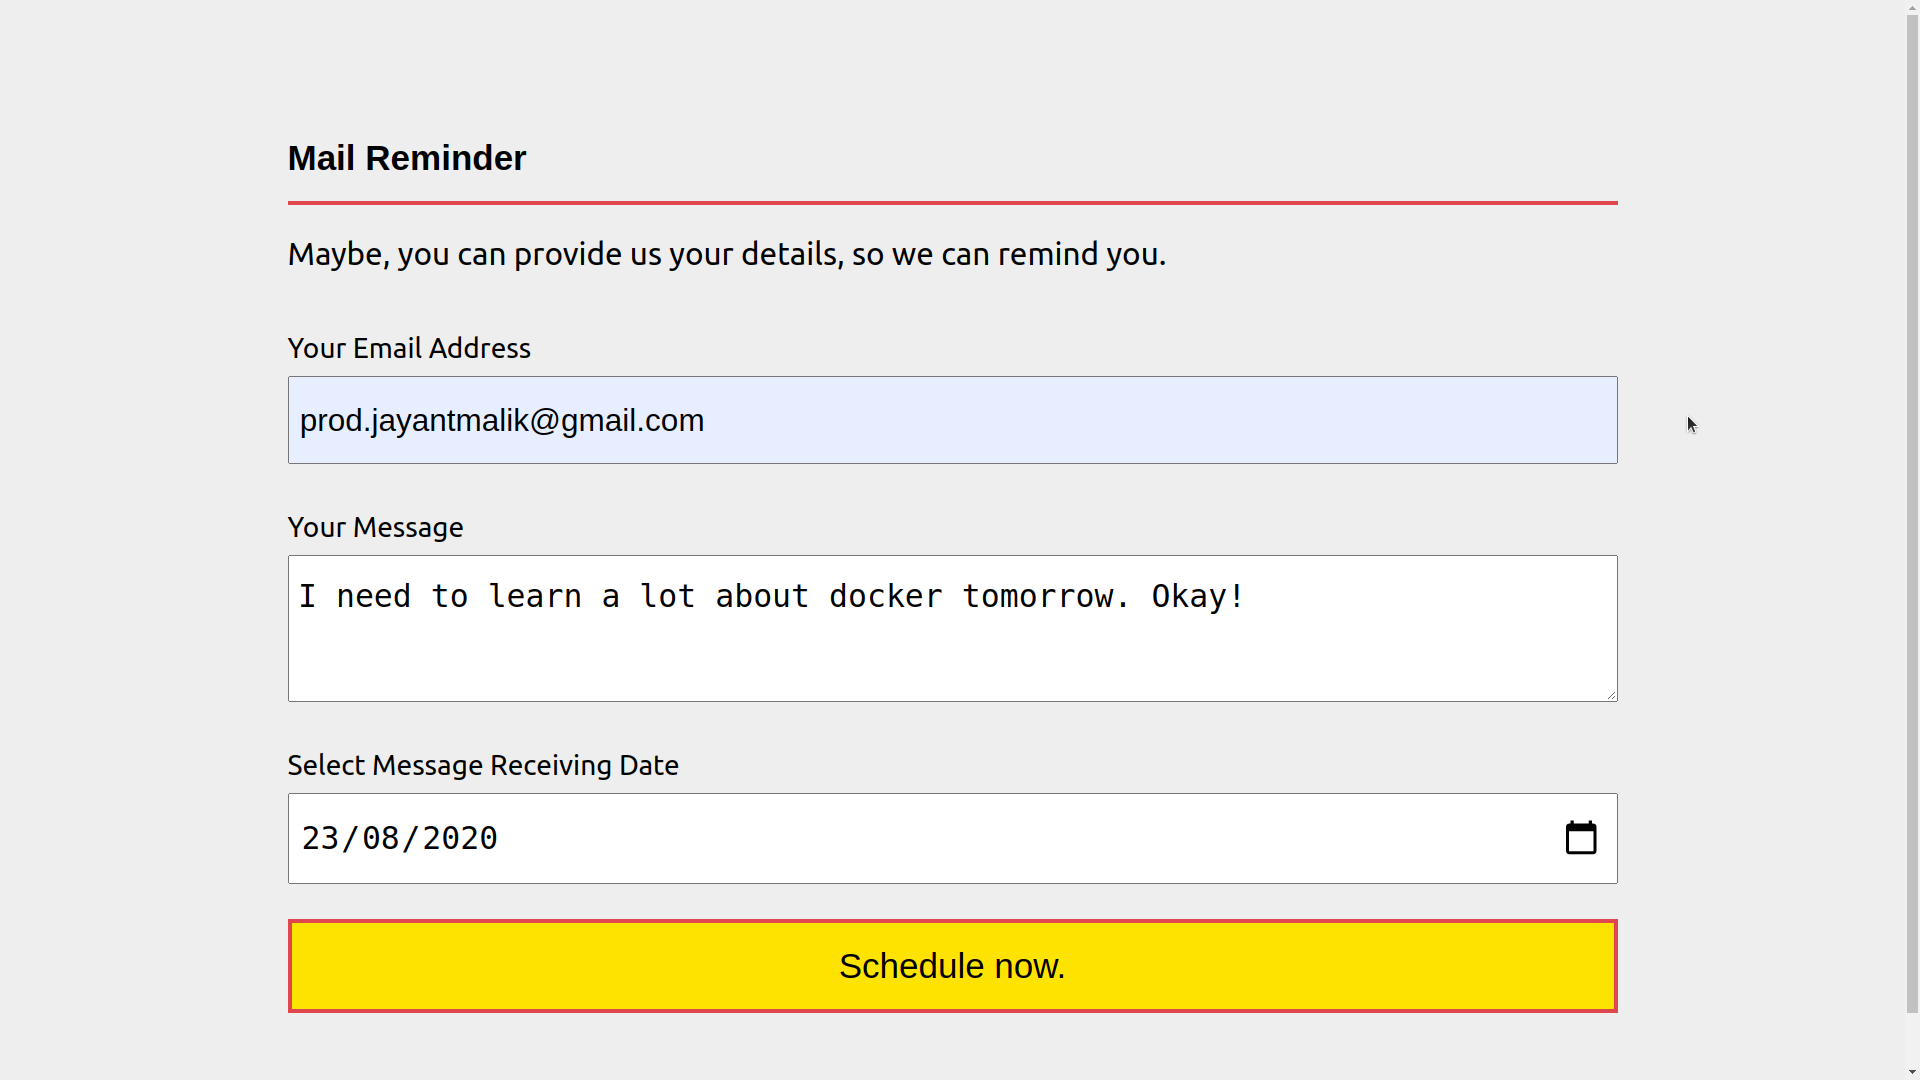 Mail Reminder
Maybe, you can provide us your details, so we can remind you.
Your Email Address
prod.jayantmalik@gmail.com
Your Message
I need to learn a lot about docker tomorrow. Okay!
Select Message Receiving Date
23/08/2020
Schedule now.